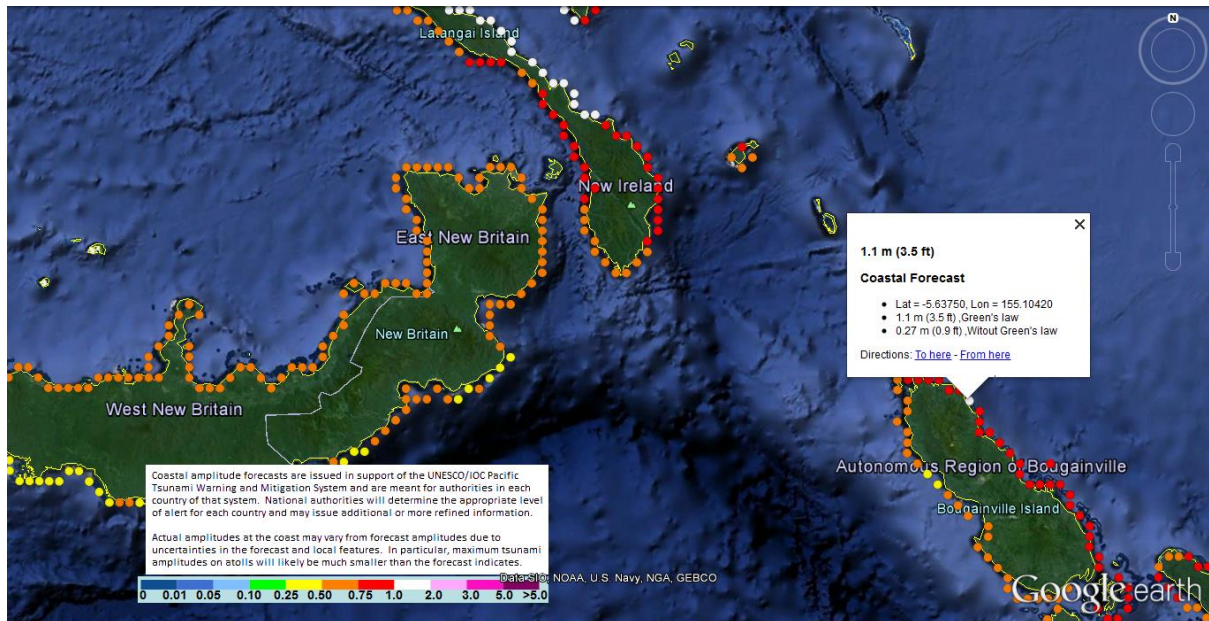 N
Latangai Island
New Ireland
East New Britain
New Britain
West New Britain
1.1 m (3.5 ft)
Coastal Forecast
Lat = -5.63750, Lon = 155.10420
1.1 m (3.5 ft) ,Green's law
0.27 m (0.9 ft) ,Witout Green's law
Directions: To here - From here
Autonomous Region of Bougainville
Bougainville Island
Coastal amplitude forecasts are issued in support of the UNESCO/IOC Pacific
Tsunami Warning and Mitigation System and are meant for authorities in each
country of that system. National authorities will determine the appropriate level
of alert for each country and may issue additional or more refined information.
Actual amplitudes at the coast may vary from forecast amplitudes due to
uncertainties in the forecast and local features. In particular, maximum tsunami
amplitudes on atolls will likely be much smaller than the forecast indicates.
0 0.01 0.05 0.10 0.25 0.50 0.75 1.0 2.0 3.0 5.0 >5.0
Data SIO, NOAA, U.S. Navy, NGA, GEBCO
Google earth